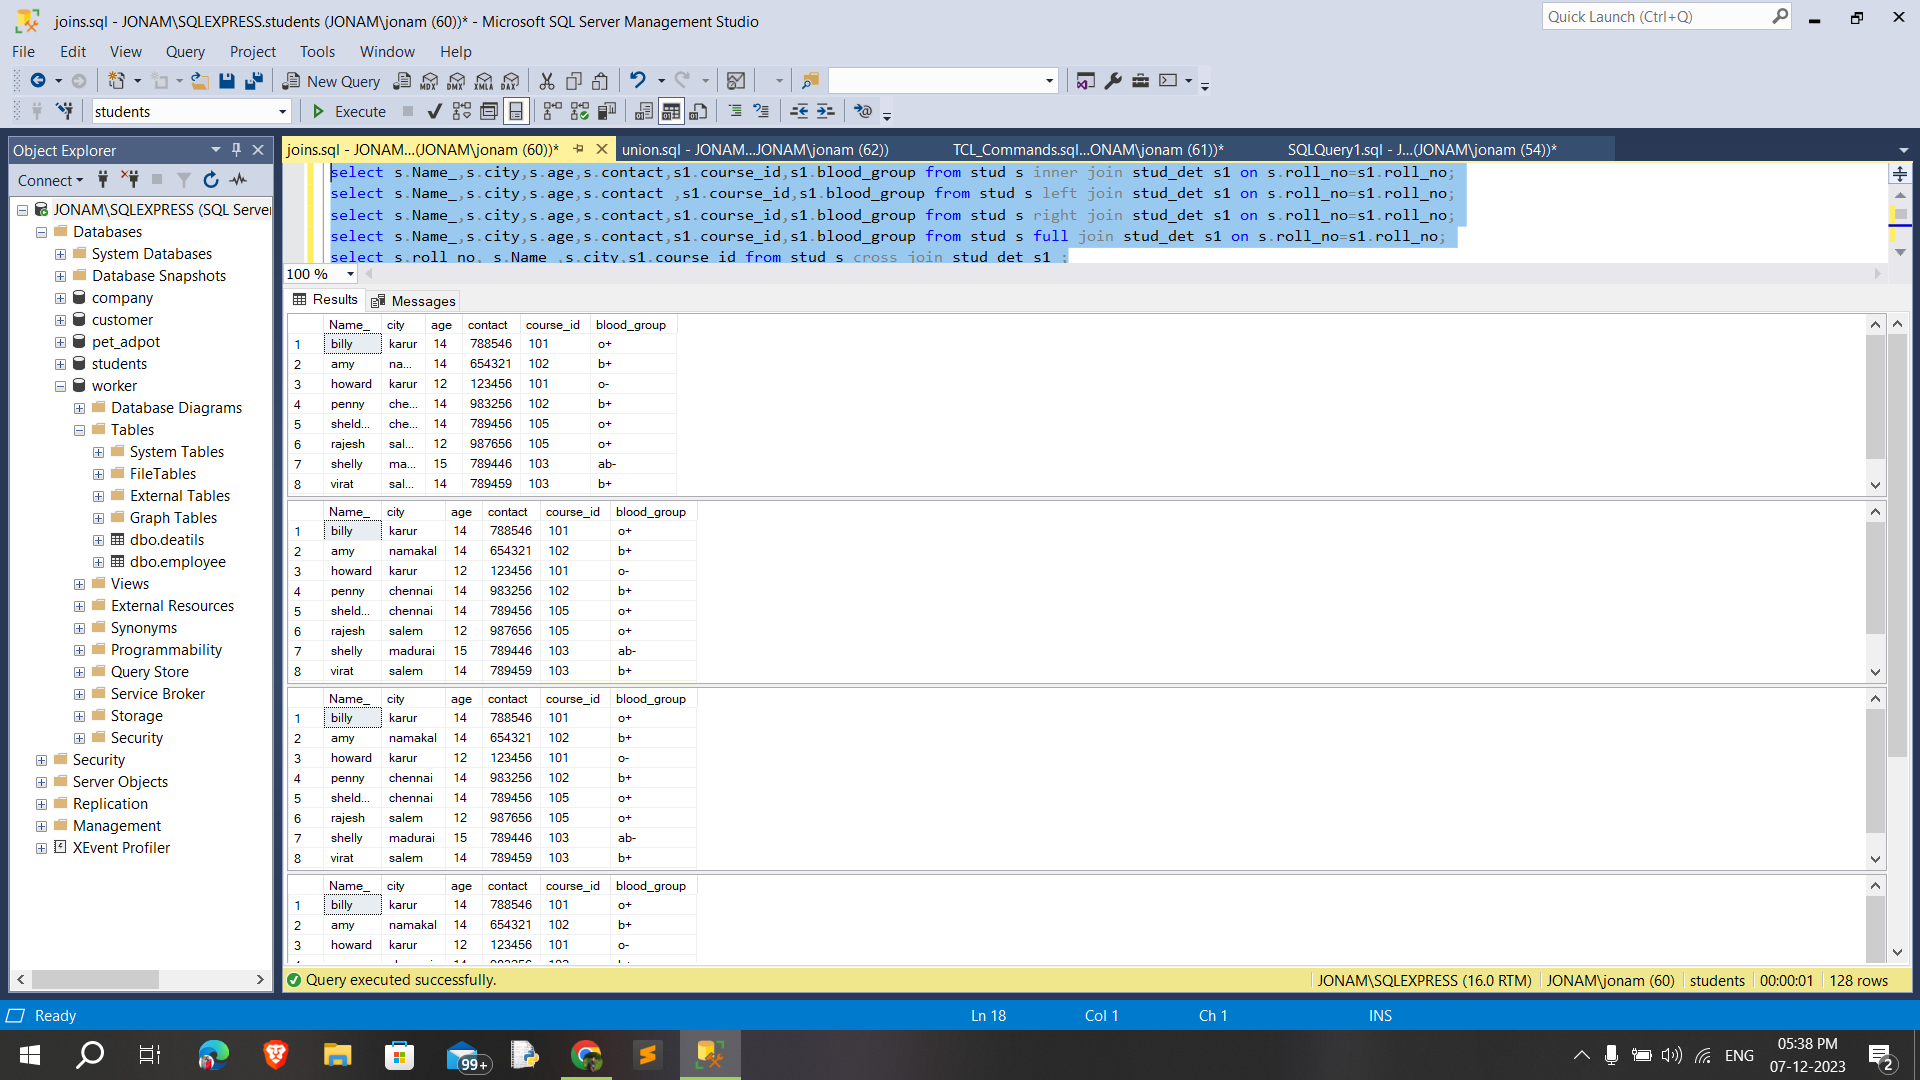 joins.sql - JONAM\SQLEXPRESS.students (JONAM\jonam (60))* - Microsoft SQL Server Management Studio
Quick Launch (Ctrl+Q)
File Edit View Query Project Tools Window Help
New Query
MDX DMX XMLA DAX
students
Execute
Object Explorer
Connect
JONAM\SQLEXPRESS (SQL Server
Databases
System Databases
Database Snapshots
company
customer
pet_adpot
students
worker
Database Diagrams
Tables
System Tables
FileTables
External Tables
Graph Tables
dbo.deatils
dbo.employee
Views
External Resources
Synonyms
Programmability
Query Store
Service Broker
Storage
Security
Security
Server Objects
Replication
Management
XEvent Profiler
joins.sql - JONAM...(JONAM\jonam (60))* union.sql - JONAM...JONAM\jonam (62)) TCL_Commands.sql...ONAM\jonam (61))* SQLQuery1.sql - J...(JONAM\jonam (54))*
select s.Name_,s.city,s.age,s.contact,s1.course_id,s1.blood_group from stud s inner join stud_det s1 on s.roll_no=s1.roll_no;
select s.Name_,s.city,s.age,s.contact ,s1.course_id,s1.blood_group from stud s left join stud_det s1 on s.roll_no=s1.roll_no;
select s.Name_,s.city,s.age,s.contact,s1.course_id,s1.blood_group from stud s right join stud_det s1 on s.roll_no=s1.roll_no;
select s.Name_,s.city,s.age,s.contact,s1.course_id,s1.blood_group from stud s full join stud_det s1 on s.roll_no=s1.roll_no;
select s.roll_no, s.Name_,s.city,s1.course_id from stud s cross join stud_det s1 ;
100 %
Results Messages
Name_ city age contact course_id blood_group
1 billy karur 14 788546 101 o+
2 amy na... 14 654321 102 b+
3 howard karur 12 123456 101 o-
4 penny che... 14 983256 102 b+
5 sheld... che... 14 789456 105 o+
6 rajesh sal... 12 987656 105 o+
7 shelly ma... 15 789446 103 ab-
8 virat sal... 14 789459 103 b+
Name_ city age contact course_id blood_group
1 billy karur 14 788546 101 o+
2 amy namakal 14 654321 102 b+
3 howard karur 12 123456 101 o-
4 penny chennai 14 983256 102 b+
5 sheld... chennai 14 789456 105 o+
6 rajesh salem 12 987656 105 o+
7 shelly madurai 15 789446 103 ab-
8 virat salem 14 789459 103 b+
Name_ city age contact course_id blood_group
1 billy karur 14 788546 101 o+
2 amy namakal 14 654321 102 b+
3 howard karur 12 123456 101 o-
4 penny chennai 14 983256 102 b+
5 sheld... chennai 14 789456 105 o+
6 rajesh salem 12 987656 105 o+
7 shelly madurai 15 789446 103 ab-
8 virat salem 14 789459 103 b+
Name_ city age contact course_id blood_group
1 billy karur 14 788546 101 o+
2 amy namakal 14 654321 102 b+
3 howard karur 12 123456 101 o-
Query executed successfully.
JONAM\SQLEXPRESS (16.0 RTM) JONAM\jonam (60) students 00:00:01 128 rows
Ready Ln 18 Col 1 Ch 1 INS
99+
ENG
05:38 PM
07-12-2023
2